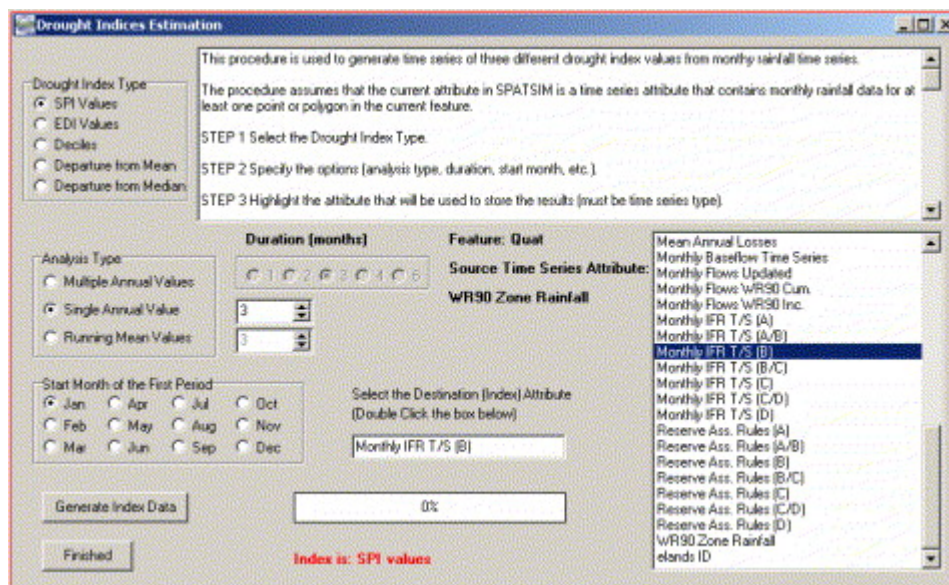 Drought Indices Estimation
Drought Index Type
SPI Values
EDI Values
Deciles
Departure from Mean
Departure from Median
This procedure is used to generate time series of three different drought index values from monthy rainfall time series.
The procedure assumes that the current attribute in SPATSIM is a time series attribute that contains monthly rainfall data for at
least one point or polygon in the current feature.
STEP 1 Select the Drought Index Type.
STEP 2 Specify the options (analysis type, duration, start month, etc.)
STEP 3 Highlight the attribute that will be used to store the results (must be time series type)
Analysis Type
Multiple Annual Values
Single Annual Value
Running Mean Values
Duration (months)
1 2 3 4 6
3
3
Feature: Quat
Source Time Series Attribute:
WR90 Zone Rainfall
Start Month of the First Period
Jan Apr Jul Oct
Feb May Aug Nov
Mar Jun Sep Dec
Select the Destination (Index) Attribute
(Double Click the box below)
Monthly IFR T/S (B)
Mean Annual Losses
Monthly Baseflow Time Series
Monthly Flows Updated
Monthly Flows WR90 Cum.
Monthly Flows WR90 Inc.
Monthly IFR T/S (A)
Monthly IFR T/S (A/B)
Monthly IFR T/S (B)
Monthly IFR T/S (B/C)
Monthly IFR T/S (C)
Monthly IFR T/S (C/D)
Monthly IFR T/S (D)
Reserve Ass. Rules (A)
Reserve Ass. Rules (A/B)
Reserve Ass. Rules (B)
Reserve Ass. Rules (B/C)
Reserve Ass. Rules (C)
Reserve Ass. Rules (C/D)
Reserve Ass. Rules (D)
WR90 Zone Rainfall
elands ID
Generate Index Data
0%
Finished
Index is: SPI values